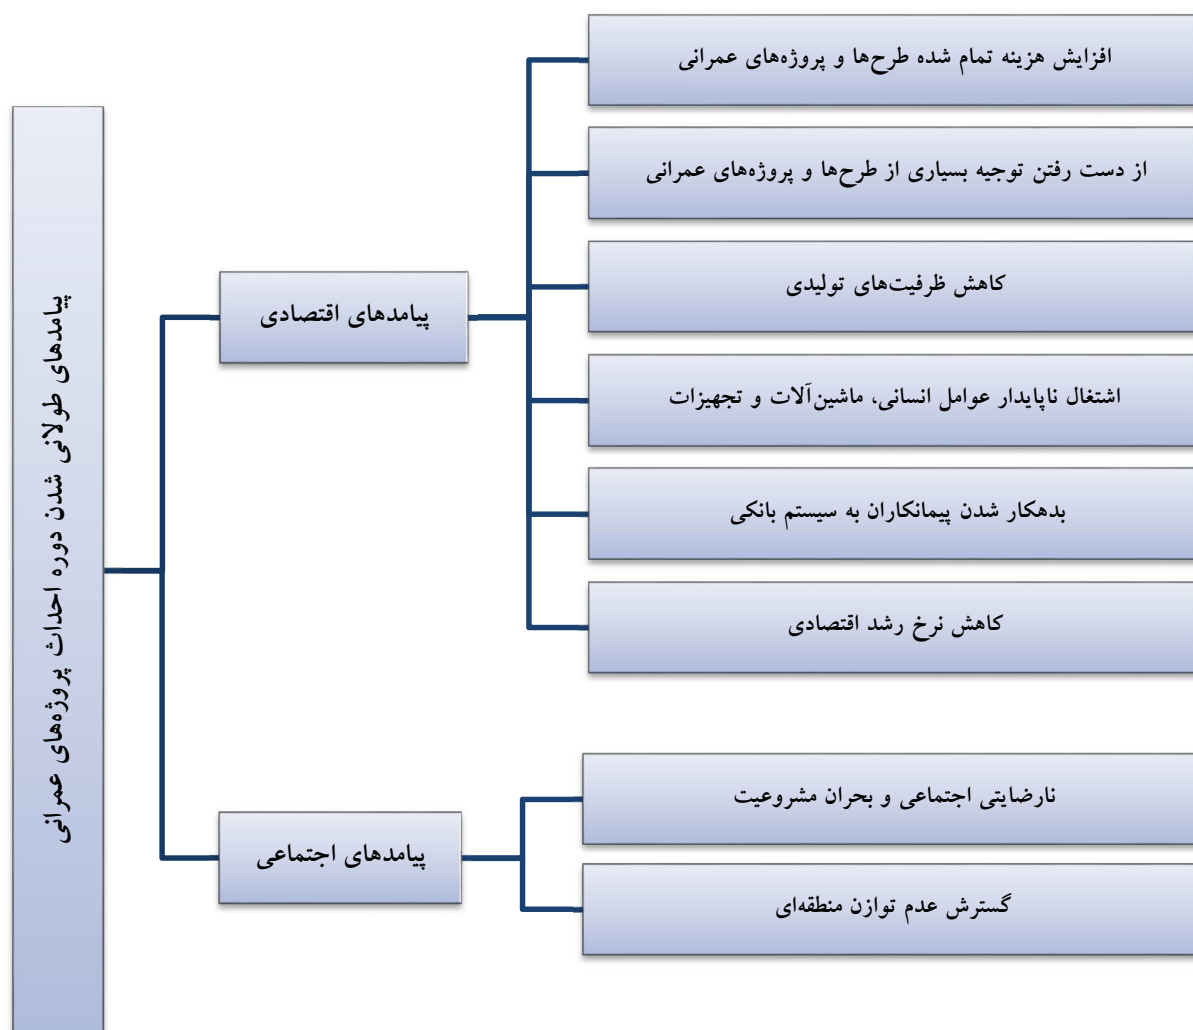 پیامدهای طولانی شدن دوره احداث پروژه‌های عمرانی
پیامدهای اقتصادی
افزایش هزینه تمام شده طرح‌ها و پروژه‌های عمرانی
از دست رفتن توجیه بسیاری از طرح‌ها و پروژه‌های عمرانی
کاهش ظرفیت‌های تولیدی
اشتغال ناپایدار عوامل انسانی، ماشین‌آلات و تجهیزات
بدهکار شدن پیمانکاران به سیستم بانکی
کاهش نرخ رشد اقتصادی
پیامدهای اجتماعی
نارضایتی اجتماعی و بحران مشروعیت
گسترش عدم توازن منطقه‌ای